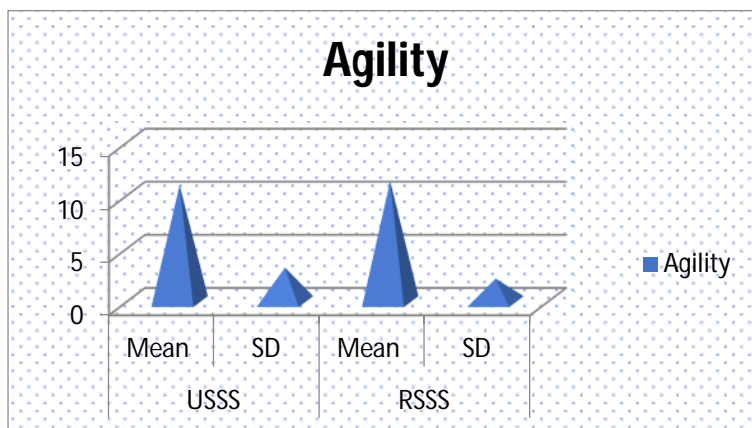 Agility
15
10
5
0
Mean SD Mean SD
USSS RSSS
Agility